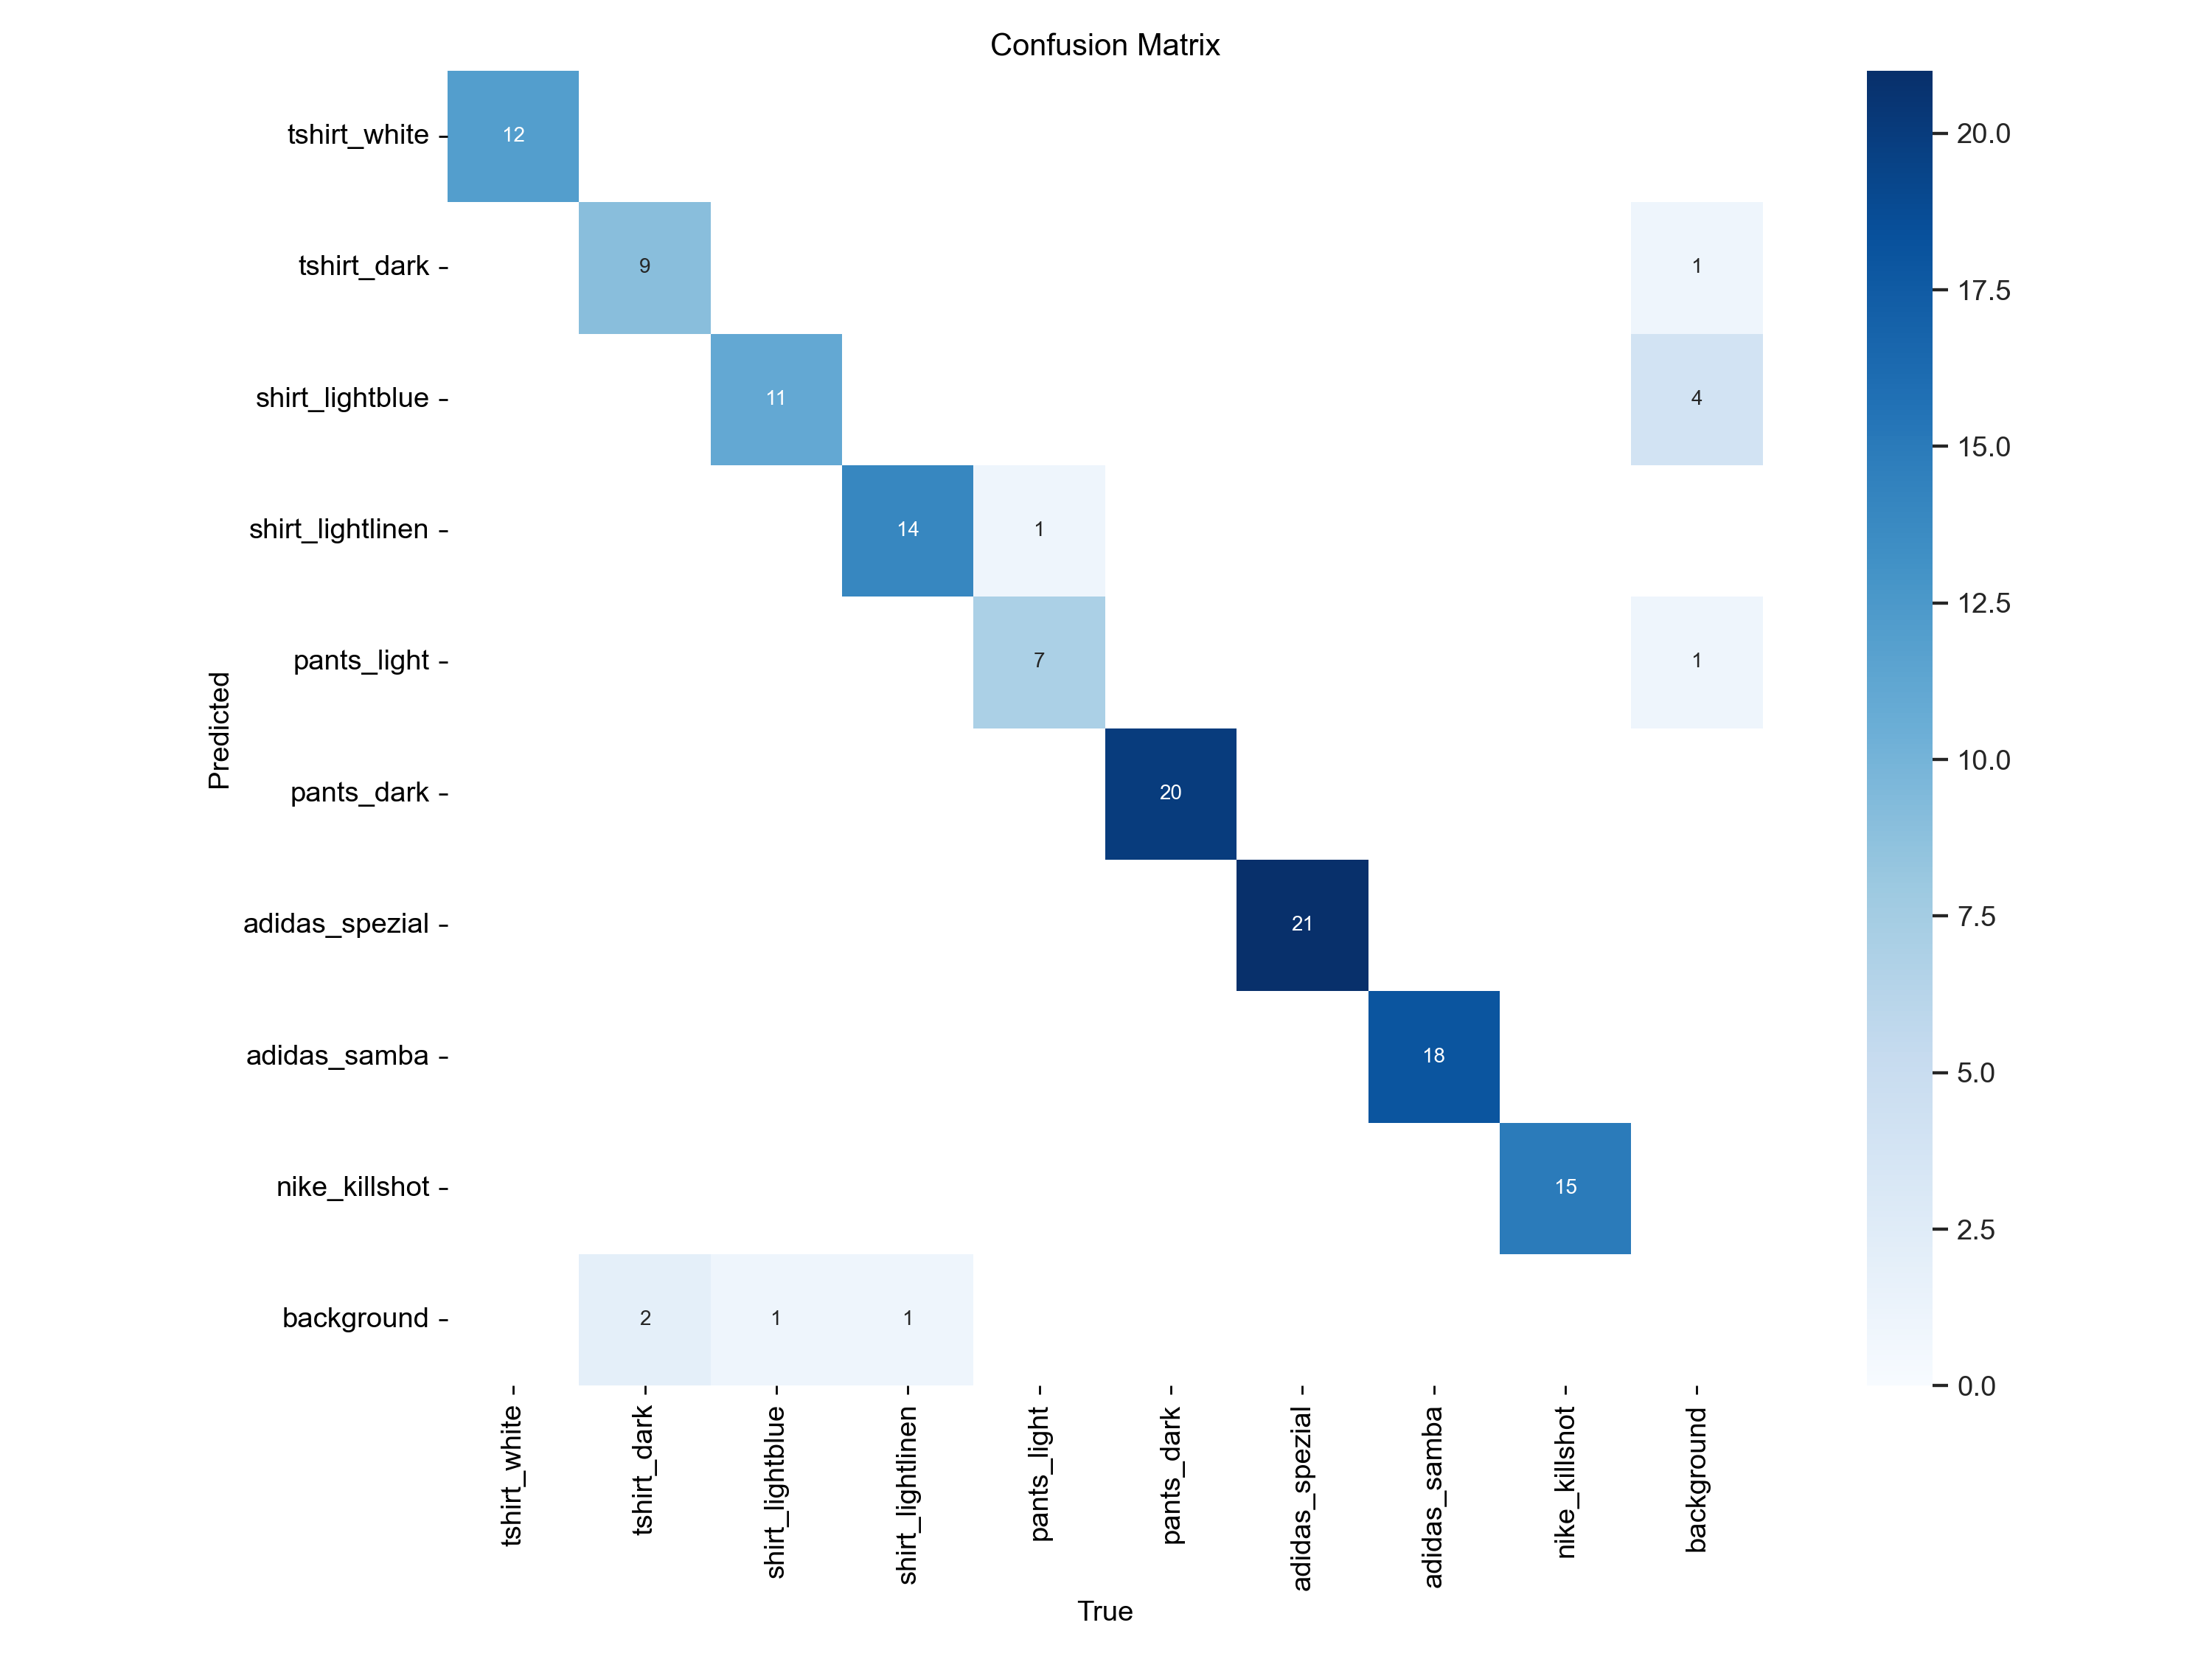 Confusion Matrix
tshirt_white
12
tshirt_dark
9
1
shirt_lightblue
11
4
shirt_lightlinen
14
1
pants_light
7
1
pants_dark
20
adidas_spezial
21
adidas_samba
18
nike_killshot
15
background
2
1
1
Predicted
tshirt_white
tshirt_dark
shirt_lightblue
shirt_lightlinen
pants_light
pants_dark
adidas_spezial
adidas_samba
nike_killshot
background
True
20.0
17.5
15.0
12.5
10.0
7.5
5.0
2.5
0.0